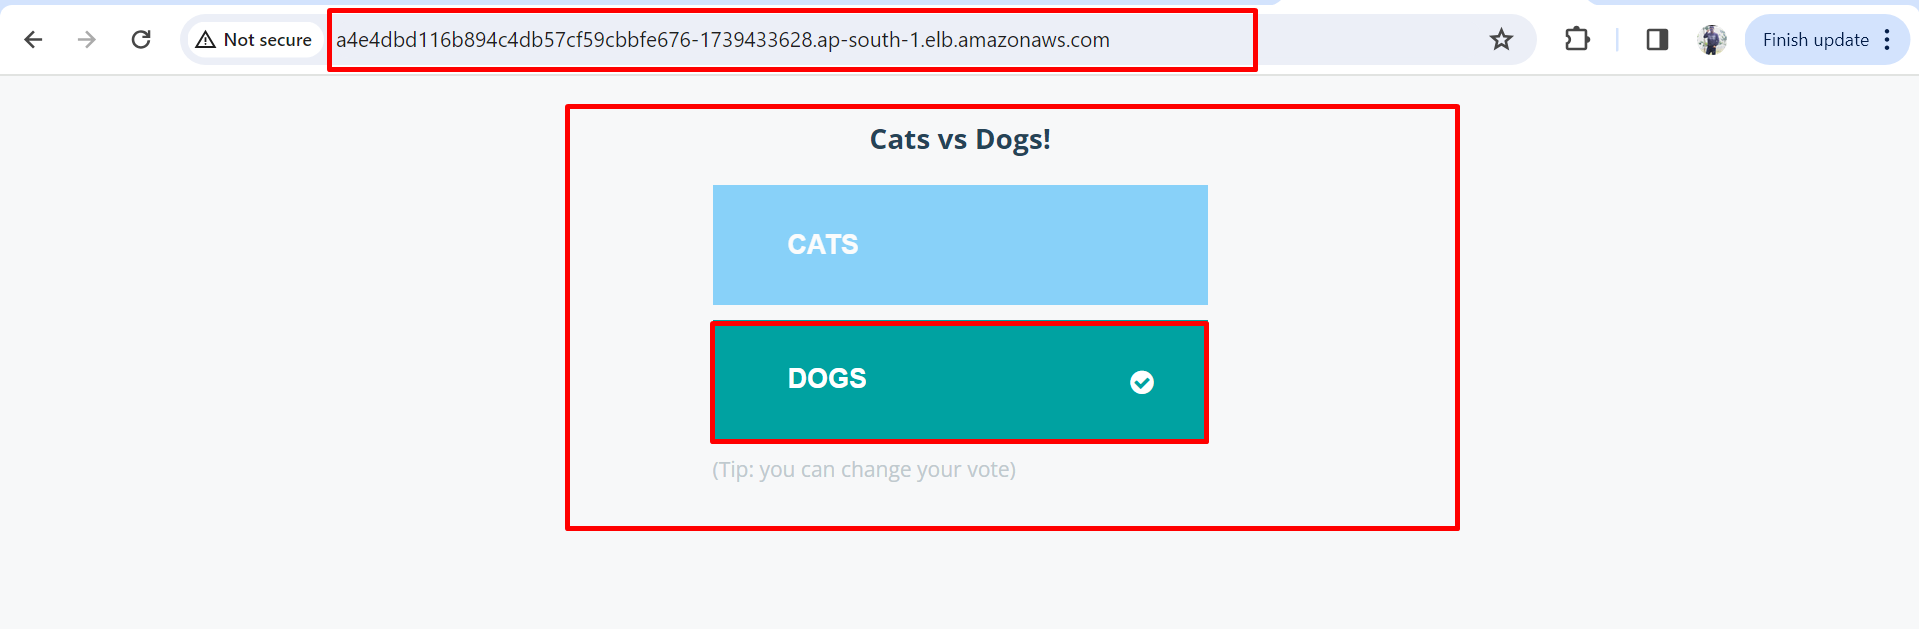 Not secure
a4e4dbd116b894c4db57cf59cbbfe676-1739433628.ap-south-1.elb.amazonaws.com
Finish update
Cats vs Dogs!
CATS
DOGS
(Tip: you can change your vote)